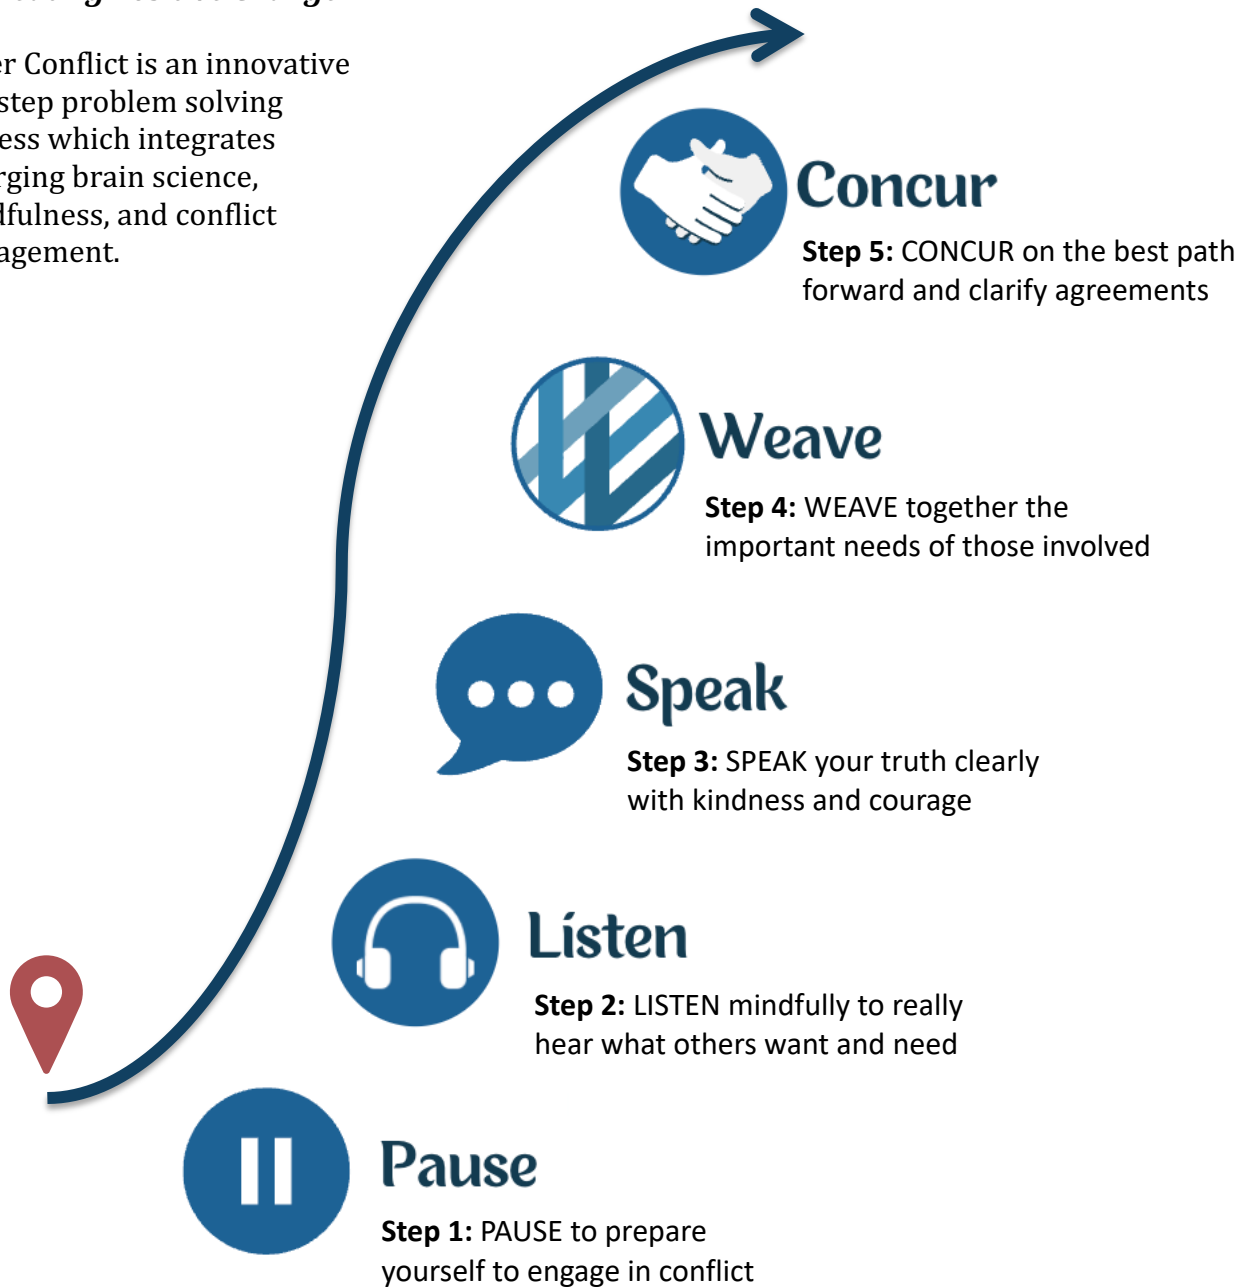 er Conflict is an innovative
step problem solving
ess which integrates
rging brain science,
dfulness, and conflict
agement.
Concur
Step 5: CONCUR on the best path
forward and clarify agreements
Weave
Step 4: WEAVE together the
important needs of those involved
Speak
Step 3: SPEAK your truth clearly
with kindness and courage
Lísten
Step 2: LISTEN mindfully to really
hear what others want and need
Pause
Step 1: PAUSE to prepare
yourself to engage in conflict